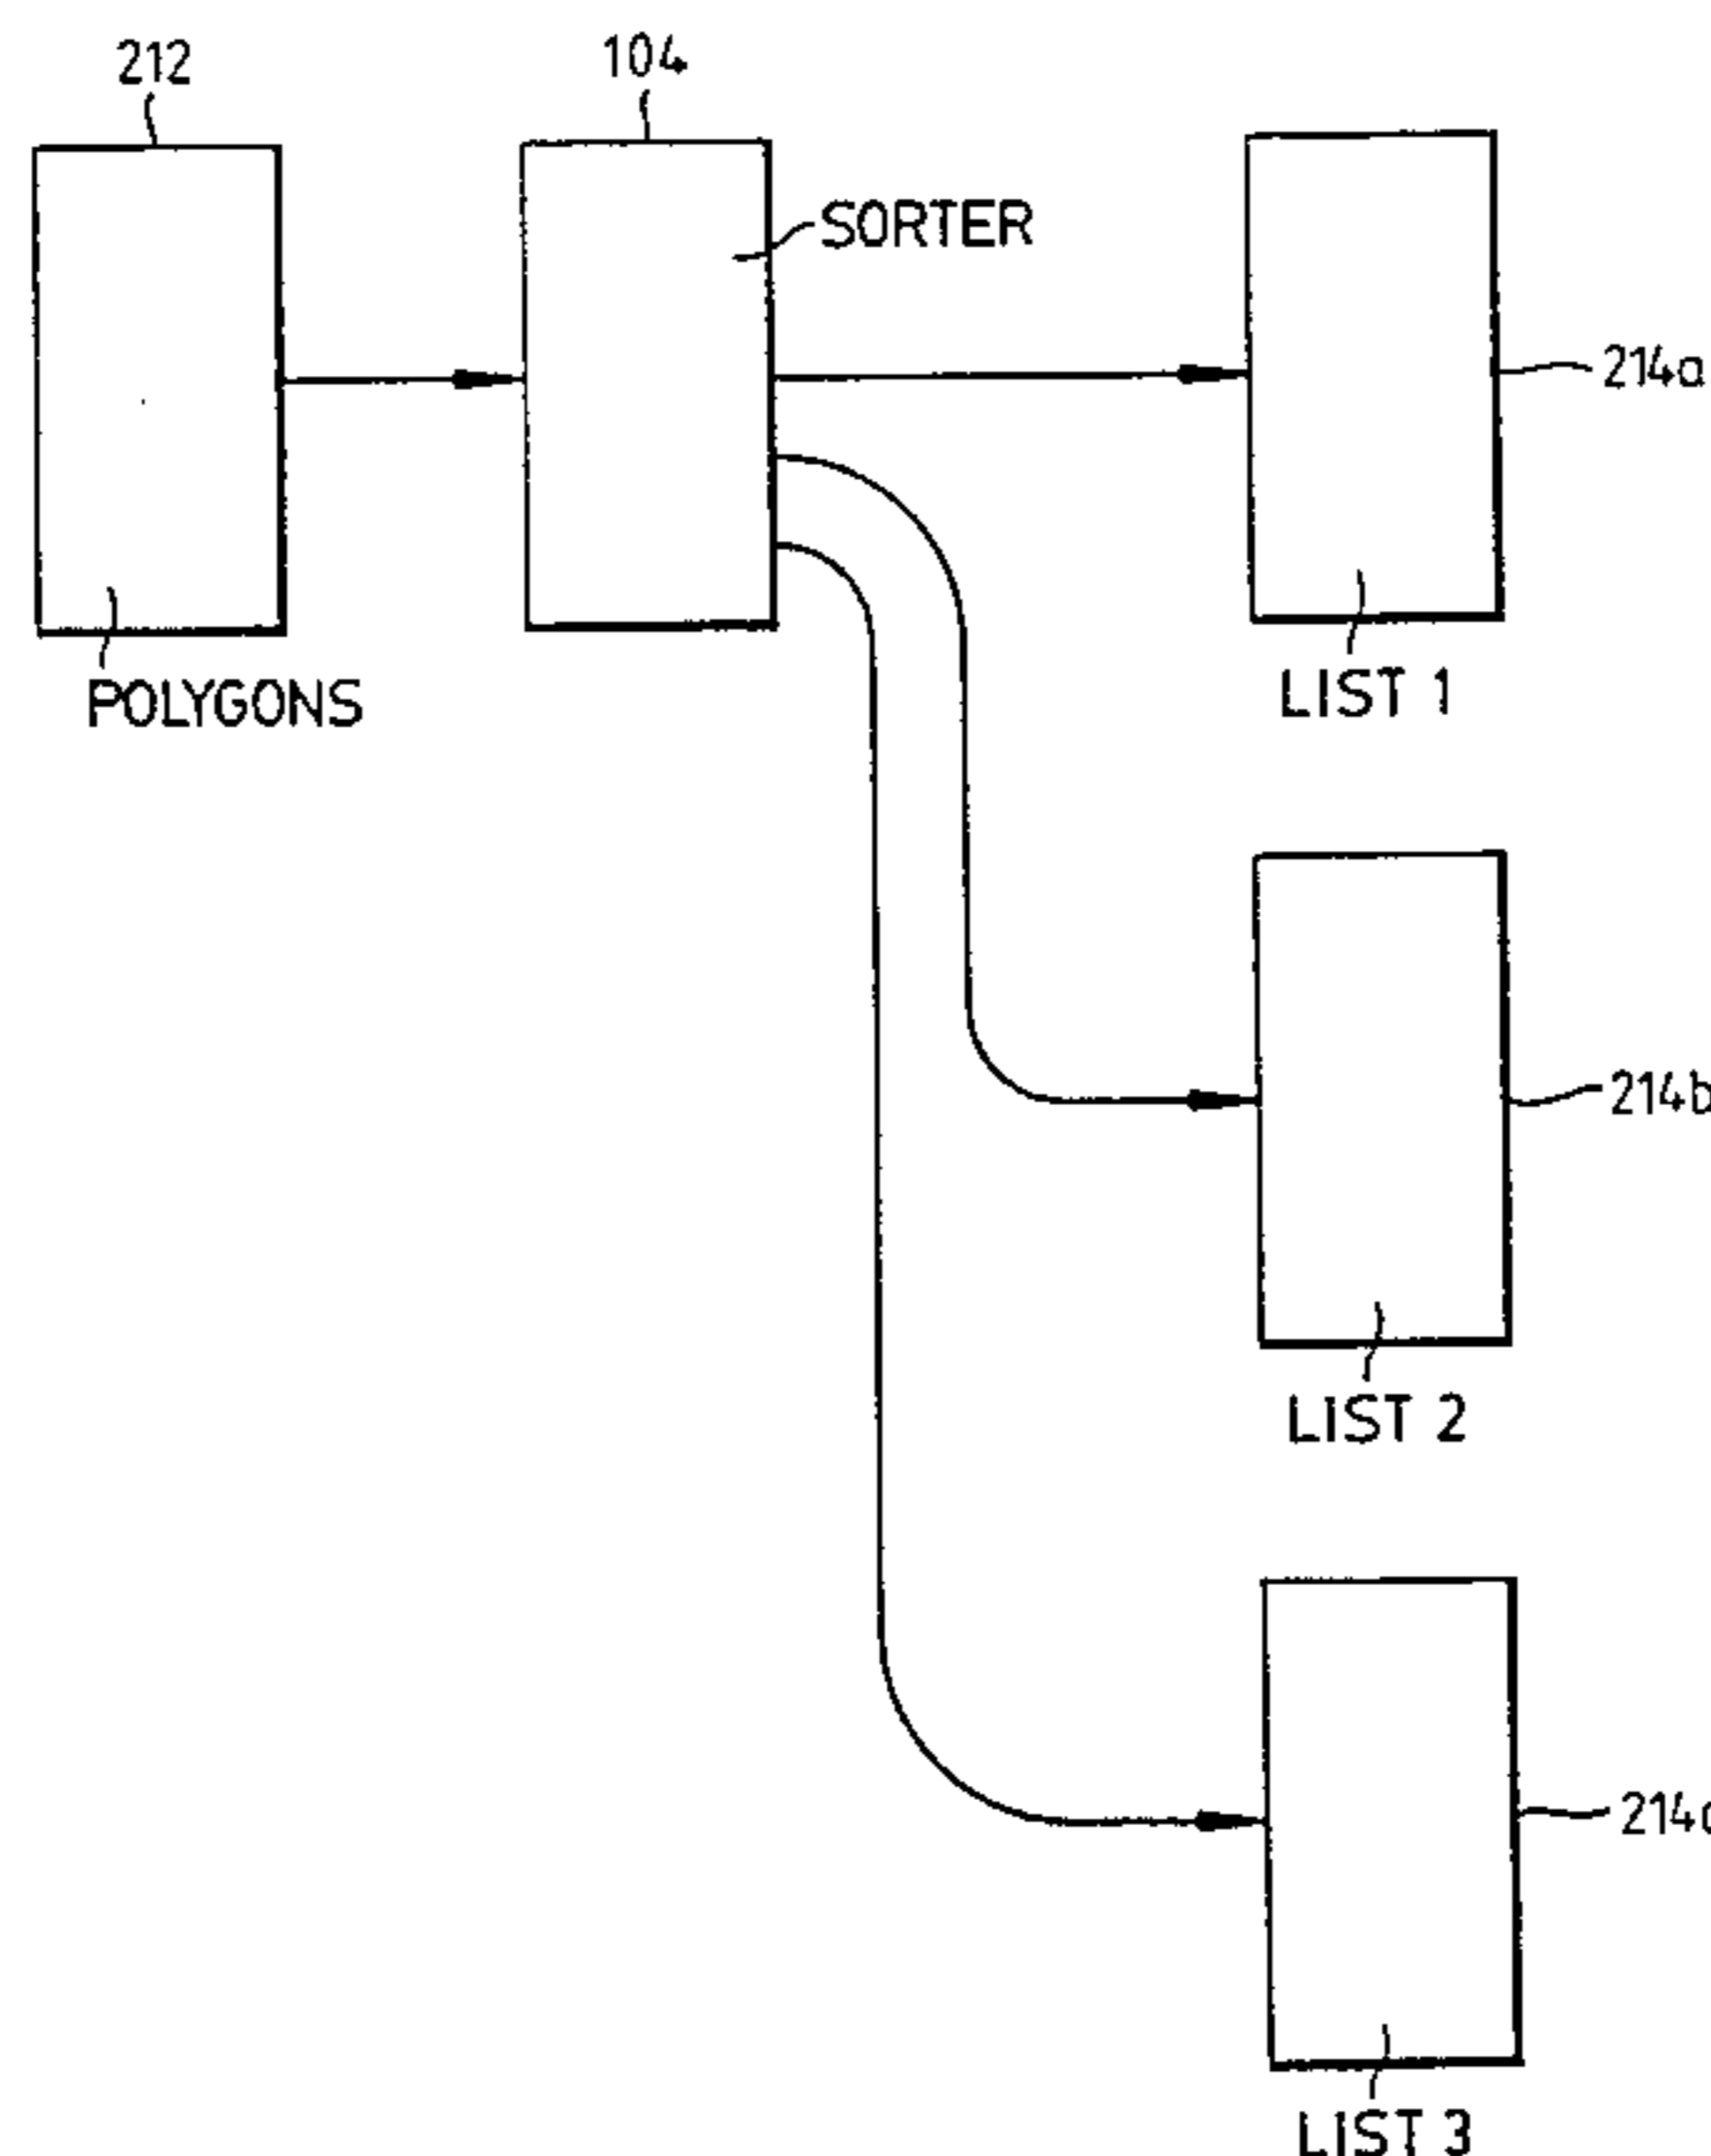 212
104
SORTER
214a
POLYGONS
LIST 1
214b
LIST 2
LIST 3